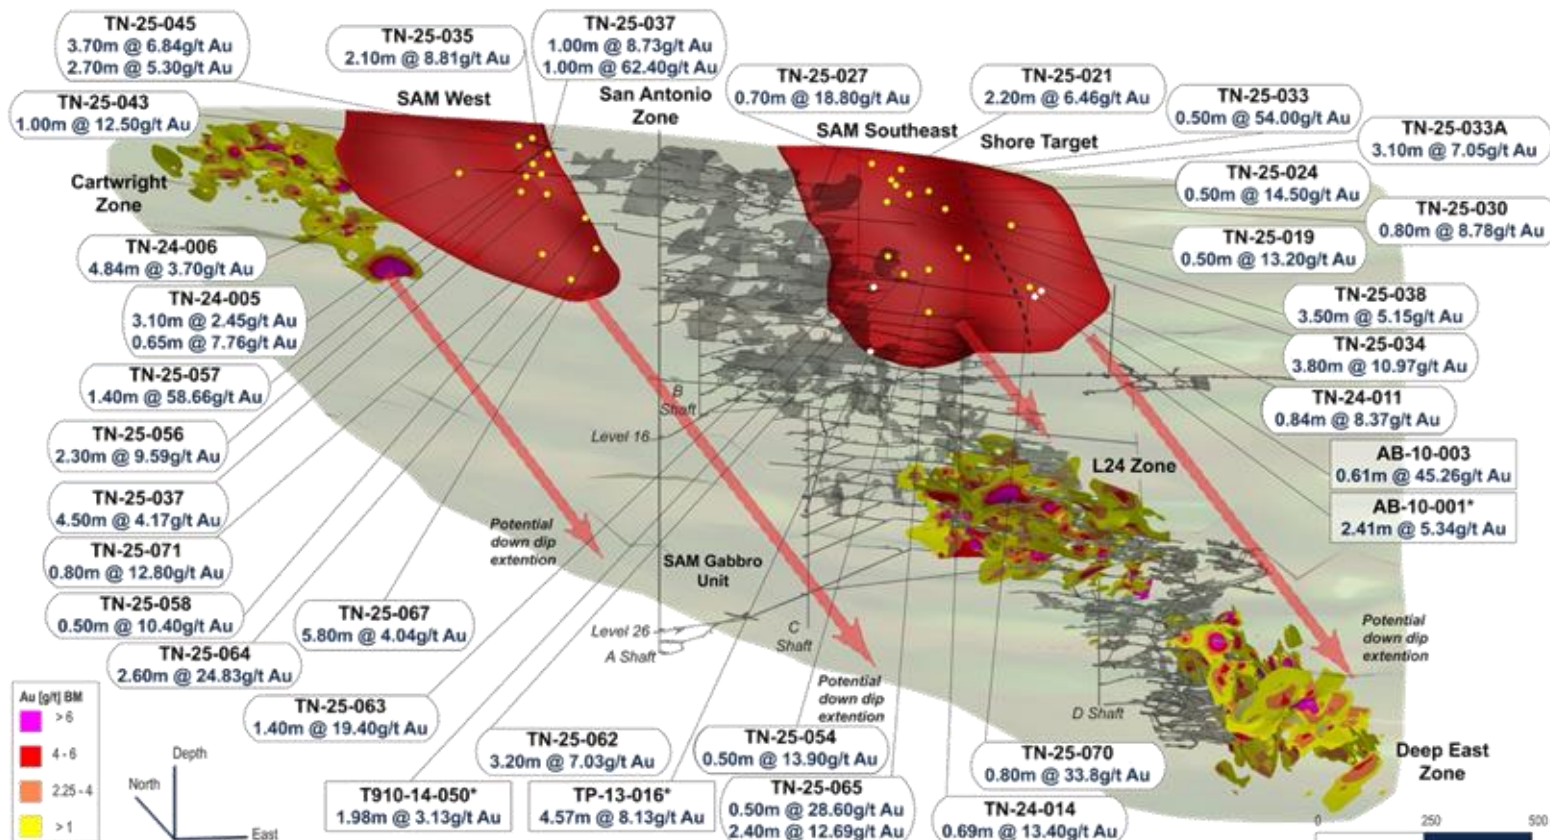 TN-25-045
3.70m @ 6.84g/t Au
2.70m @ 5.30g/t Au
TN-25-035
2.10m @ 8.81g/t Au
TN-25-037
1.00m @ 8.73g/t Au
1.00m @ 62.40g/t Au
TN-25-027
0.70m @ 18.80g/t Au
TN-25-021
2.20m @ 6.46g/t Au
TN-25-033
0.50m @ 54.00g/t Au
TN-25-033A
3.10m @ 7.05g/t Au
TN-25-043
1.00m @ 12.50g/t Au
SAM West
San Antonio
Zone
SAM Southeast
Shore Target
TN-25-024
0.50m @ 14.50g/t Au
TN-25-030
0.80m @ 8.78g/t Au
Cartwright
Zone
TN-25-019
0.50m @ 13.20g/t Au
TN-24-006
4.84m @ 3.70g/t Au
TN-24-005
3.10m @ 2.45g/t Au
0.65m @ 7.76g/t Au
TN-25-038
3.50m @ 5.15g/t Au
TN-25-034
3.80m @ 10.97g/t Au
TN-25-057
1.40m @ 58.66g/t Au
TN-24-011
0.84m @ 8.37g/t Au
B
Shaft
Level 16
TN-25-056
2.30m @ 9.59g/t Au
AB-10-003
0.61m @ 45.26g/t Au
L24 Zone
TN-25-037
4.50m @ 4.17g/t Au
AB-10-001*
2.41m @ 5.34g/t Au
Potential
down dip
extention
TN-25-071
0.80m @ 12.80g/t Au
SAM Gabbro
Unit
TN-25-058
0.50m @ 10.40g/t Au
TN-25-067
5.80m @ 4.04g/t Au
Level 26
A Shaft
C
Shaft
Potential
down dip
extention
TN-25-064
2.60m @ 24.83g/t Au
Potential
down dip
extention
D Shaft
TN-25-063
1.40m @ 19.40g/t Au
TN-25-062
3.20m @ 7.03g/t Au
TN-25-054
0.50m @ 13.90g/t Au
TN-25-070
0.80m @ 33.8g/t Au
Deep East
Zone
T910-14-050*
1.98m @ 3.13g/t Au
TP-13-016*
4.57m @ 8.13g/t Au
TN-25-065
0.50m @ 28.60g/t Au
2.40m @ 12.69g/t Au
TN-24-014
0.69m @ 13.40g/t Au
Au [g/t] BM
> 6
4 - 6
2.25 - 4
> 1
Depth
North
East
0 250 500